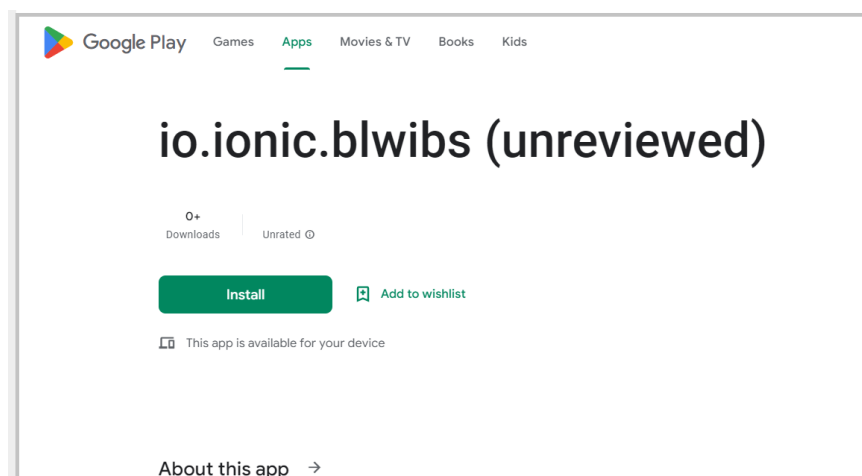 Google Play Games Apps Movies & TV Books Kids
io.ionic.blwibs (unreviewed)
0+
Downloads Unrated
Install Add to wishlist
This app is available for your device
About this app →